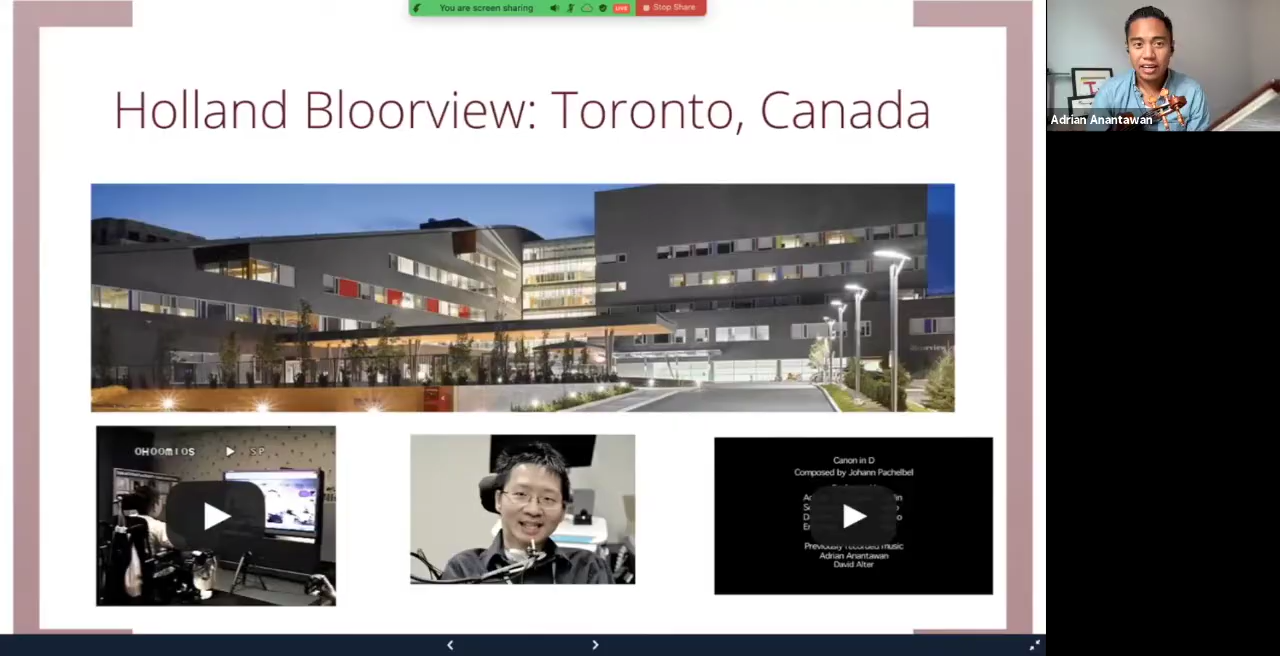 You are screen sharing
LIVE
Stop Share
Holland Bloorview: Toronto, Canada
Adrian Anantawan
SP
Canon in D
Composed by Johann Pachelbel
Previously recorded music
Adrian Anantawan
David Alter